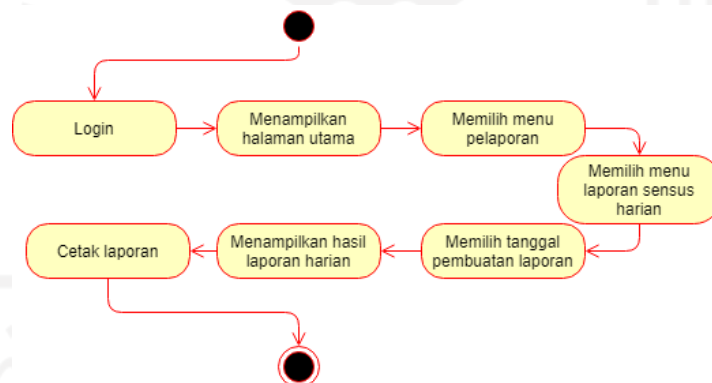 Login
Menampilkan
halaman utama
Memilih menu
pelaporan
Memilih menu
laporan sensus
harian
Memilih tanggal
pembuatan laporan
Menampilkan hasil
laporan harian
Cetak laporan